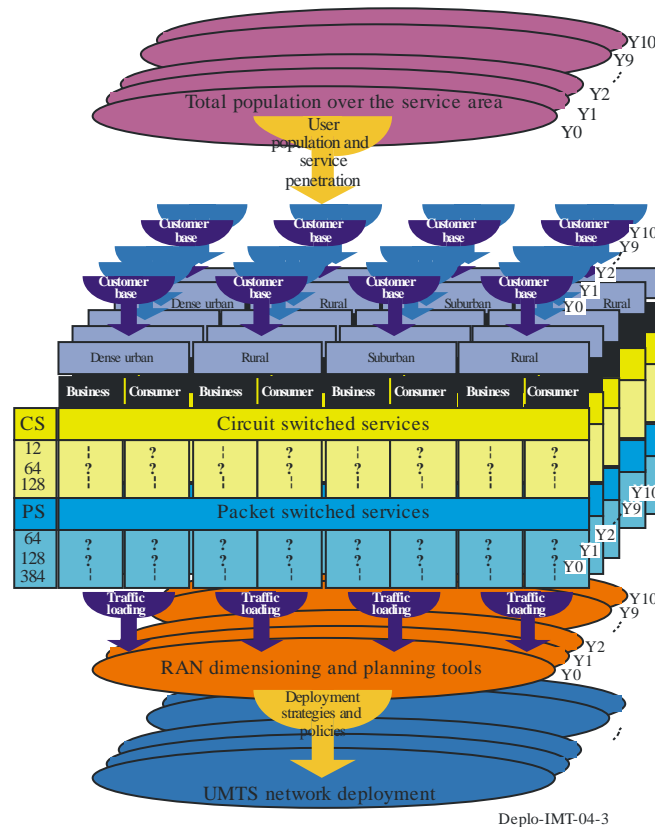 Y10
Y9
Y2
Total population over the service area
Y1
Y0
User
population and
service
penetration
Customer
base
Customer
base
Customer
base
Customer
base
Y10
Y9
Customer
base
Customer
base
Customer
base
Customer
base
Y2
Y1
Y0
Dense urban
Rural
Suburban
Rural
Dense urban
Rural
Suburban
Rural
Business
Consumer
Business
Consumer
Business
Consumer
Business
Consumer
CS
Circuit switched services
12
? ? ? ?
64
? ? ? ? ? ? ? ?
128
PS
Packet switched services
Y10
Y9
Y2
Y1
Y0
64
? ? ? ? ? ? ? ?
128
? ? ? ? ? ? ? ?
384
Traffic
loading
Traffic
loading
Traffic
loading
Traffic
loading
Y10
Y9
Y2
Y1
Y0
RAN dimensioning and planning tools
Deployment
strategies and
policies
UMTS network deployment
Deplo-IMT-04-3